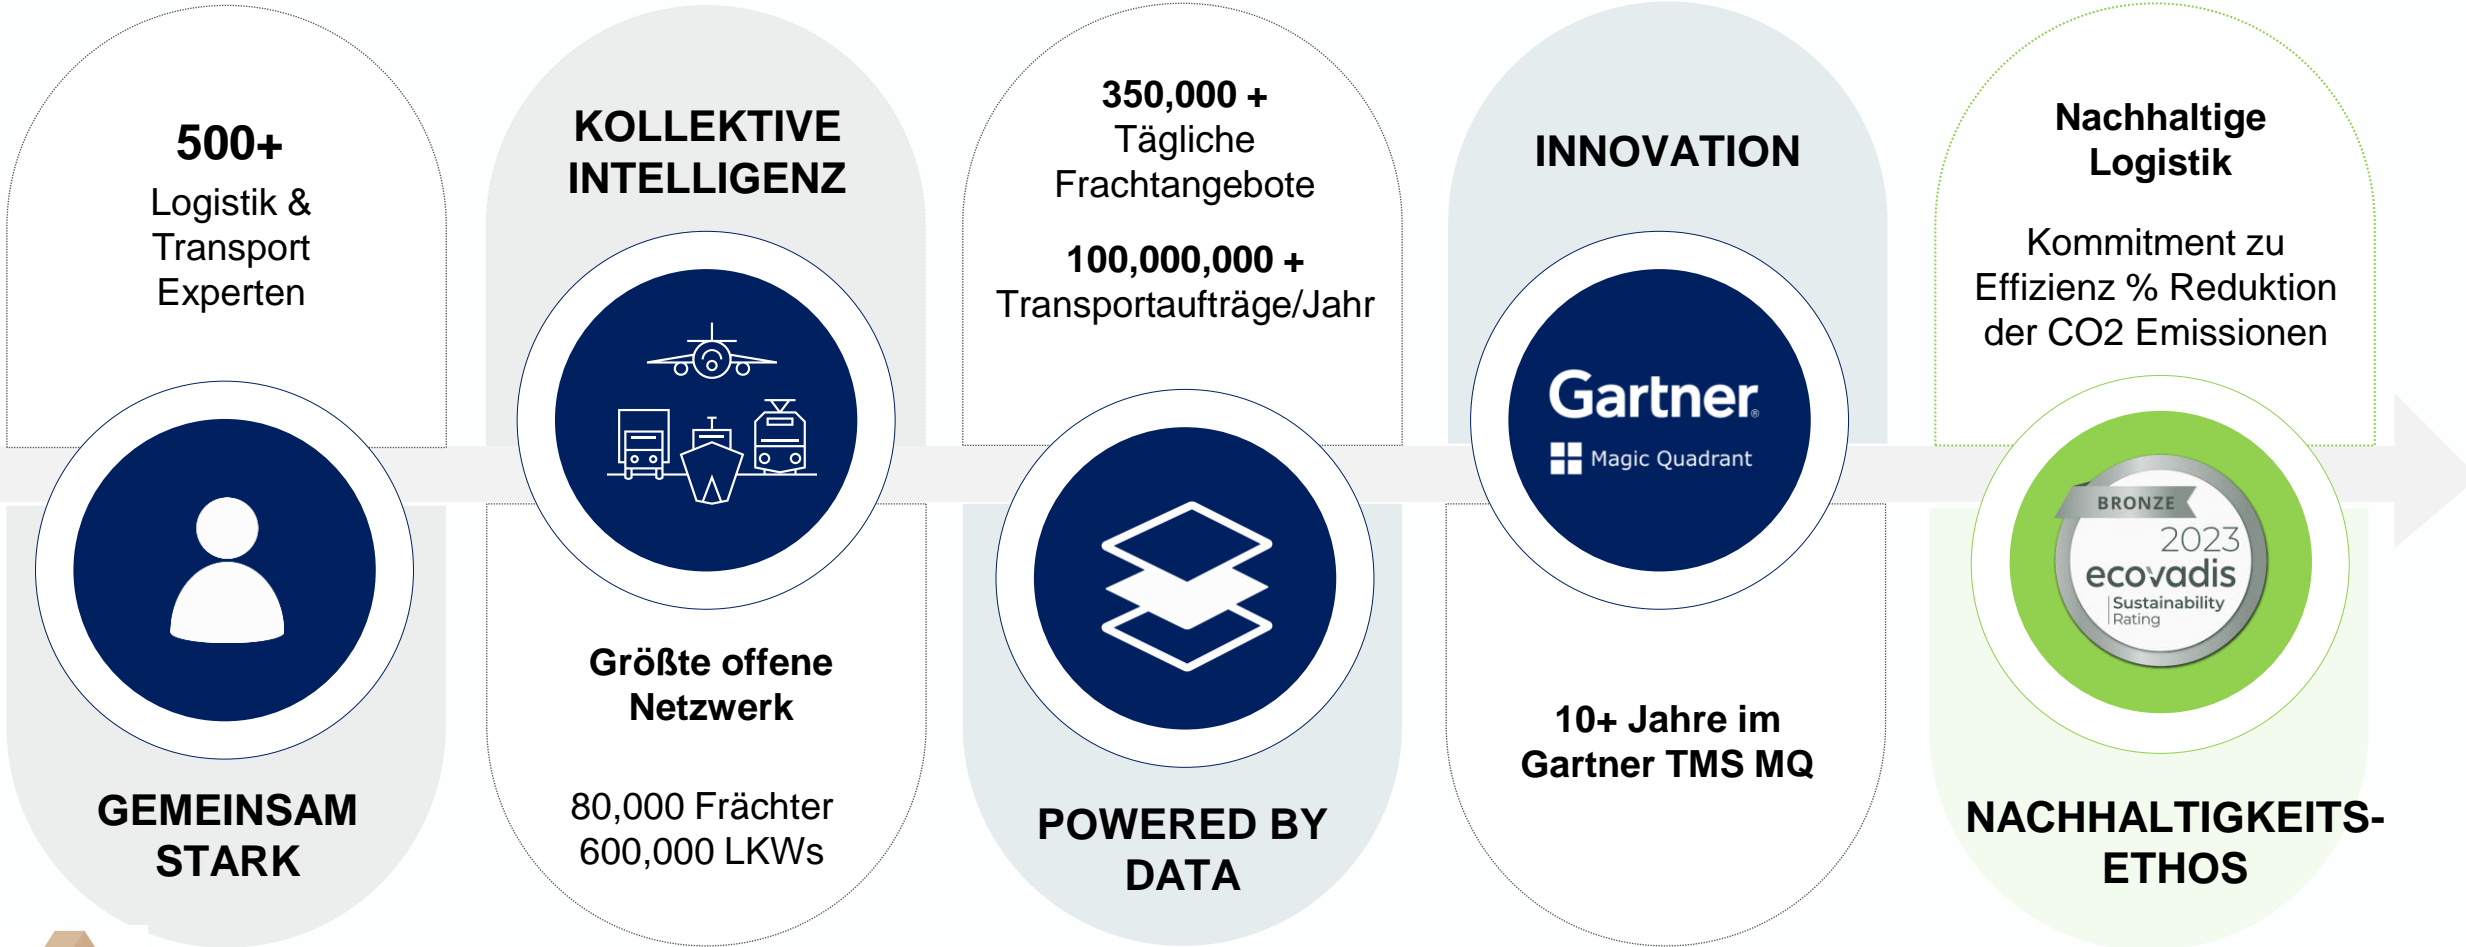 500+
Logistik &
Transport
Experten
GEMEINSAM
STARK
KOLLEKTIVE
INTELLIGENZ
Größte offene
Netzwerk
80,000 Frächter
600,000 LKWs
350,000 +
Tägliche
Frachtangebote
100,000,000 +
Transportaufträge/Jahr
POWERED BY
DATA
INNOVATION
Gartner®
Magic Quadrant
10+ Jahre im
Gartner TMS MQ
Nachhaltige
Logistik
Kommitment zu
Effizienz % Reduktion
der CO2 Emissionen
BRONZE
2023
ecovadis
Sustainability
Rating
NACHHALTIGKEITS-
ETHOS